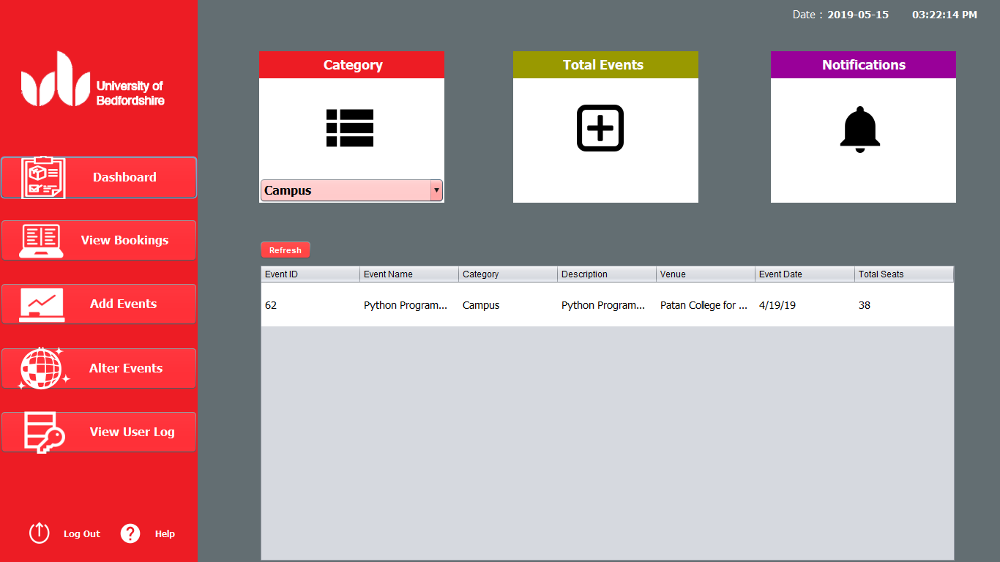 Date : 2019-05-15 03:22:14 PM
University of
Bedfordshire
Dashboard
View Bookings
Add Events
Alter Events
View User Log
Log Out Help
Category
Total Events
Notifications
Campus
Refresh
Event ID Event Name Category Description Venue Event Date Total Seats
62 Python Program... Campus Python Program... Patan College for ... 4/19/19 38